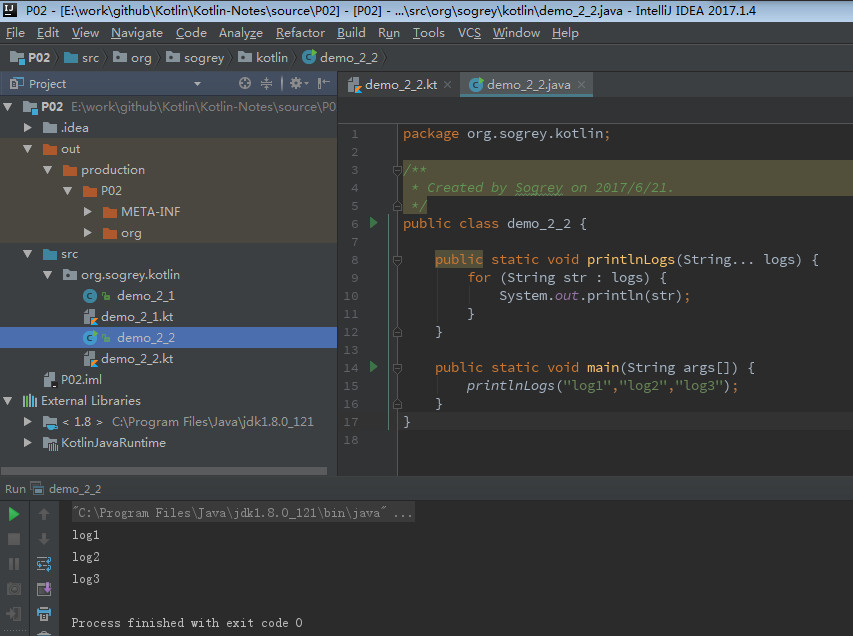 P02 - [E:\work\github\Kotlin\Kotlin-Notes\source\P02] - [P02] - ...\src\org\sogrey\kotlin\demo_2_2.java - IntelliJ IDEA 2017.1.4
File Edit View Navigate Code Analyze Refactor Build Run Tools VCS Window Help
P02 src org sogrey kotlin demo_2_2
Project
demo_2_2.kt demo_2_2.java
P02 E:\work\github\Kotlin\Kotlin-Notes\source\P0
.idea
out
production
P02
META-INF
org
src
org.sogrey.kotlin
demo_2_1
demo_2_1.kt
demo_2_2
demo_2_2.kt
P02.iml
External Libraries
< 1.8 > C:\Program Files\Java\jdk1.8.0_121
KotlinJavaRuntime
1 package org.sogrey.kotlin;
2
3 /**
4 * Created by Sogrey on 2017/6/21.
5 */
6 public class demo_2_2 {
7
8 public static void printlnLogs(String... logs) {
9 for (String str : logs) {
10 System.out.println(str);
11 }
12 }
13
14 public static void main(String args[]) {
15 printlnLogs("log1","log2","log3");
16 }
17 }
18
Run demo_2_2
"C:\Program Files\Java\jdk1.8.0_121\bin\java" ...
log1
log2
log3
Process finished with exit code 0